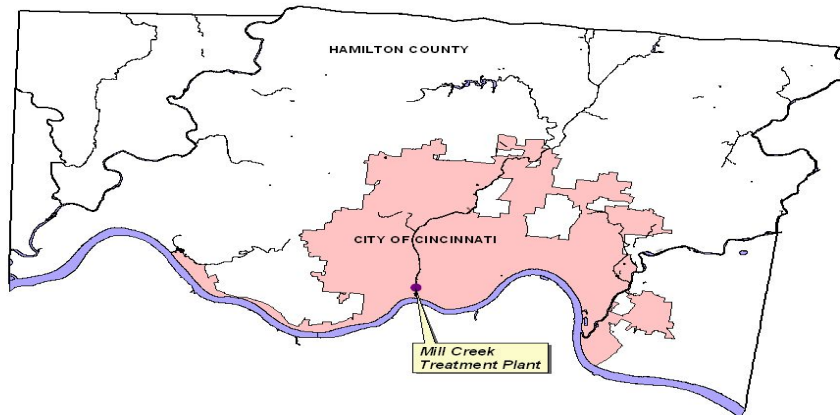 HAMILTON COUNTY
CITY OF CINCINNATI
Mill Creek
Treatment Plant